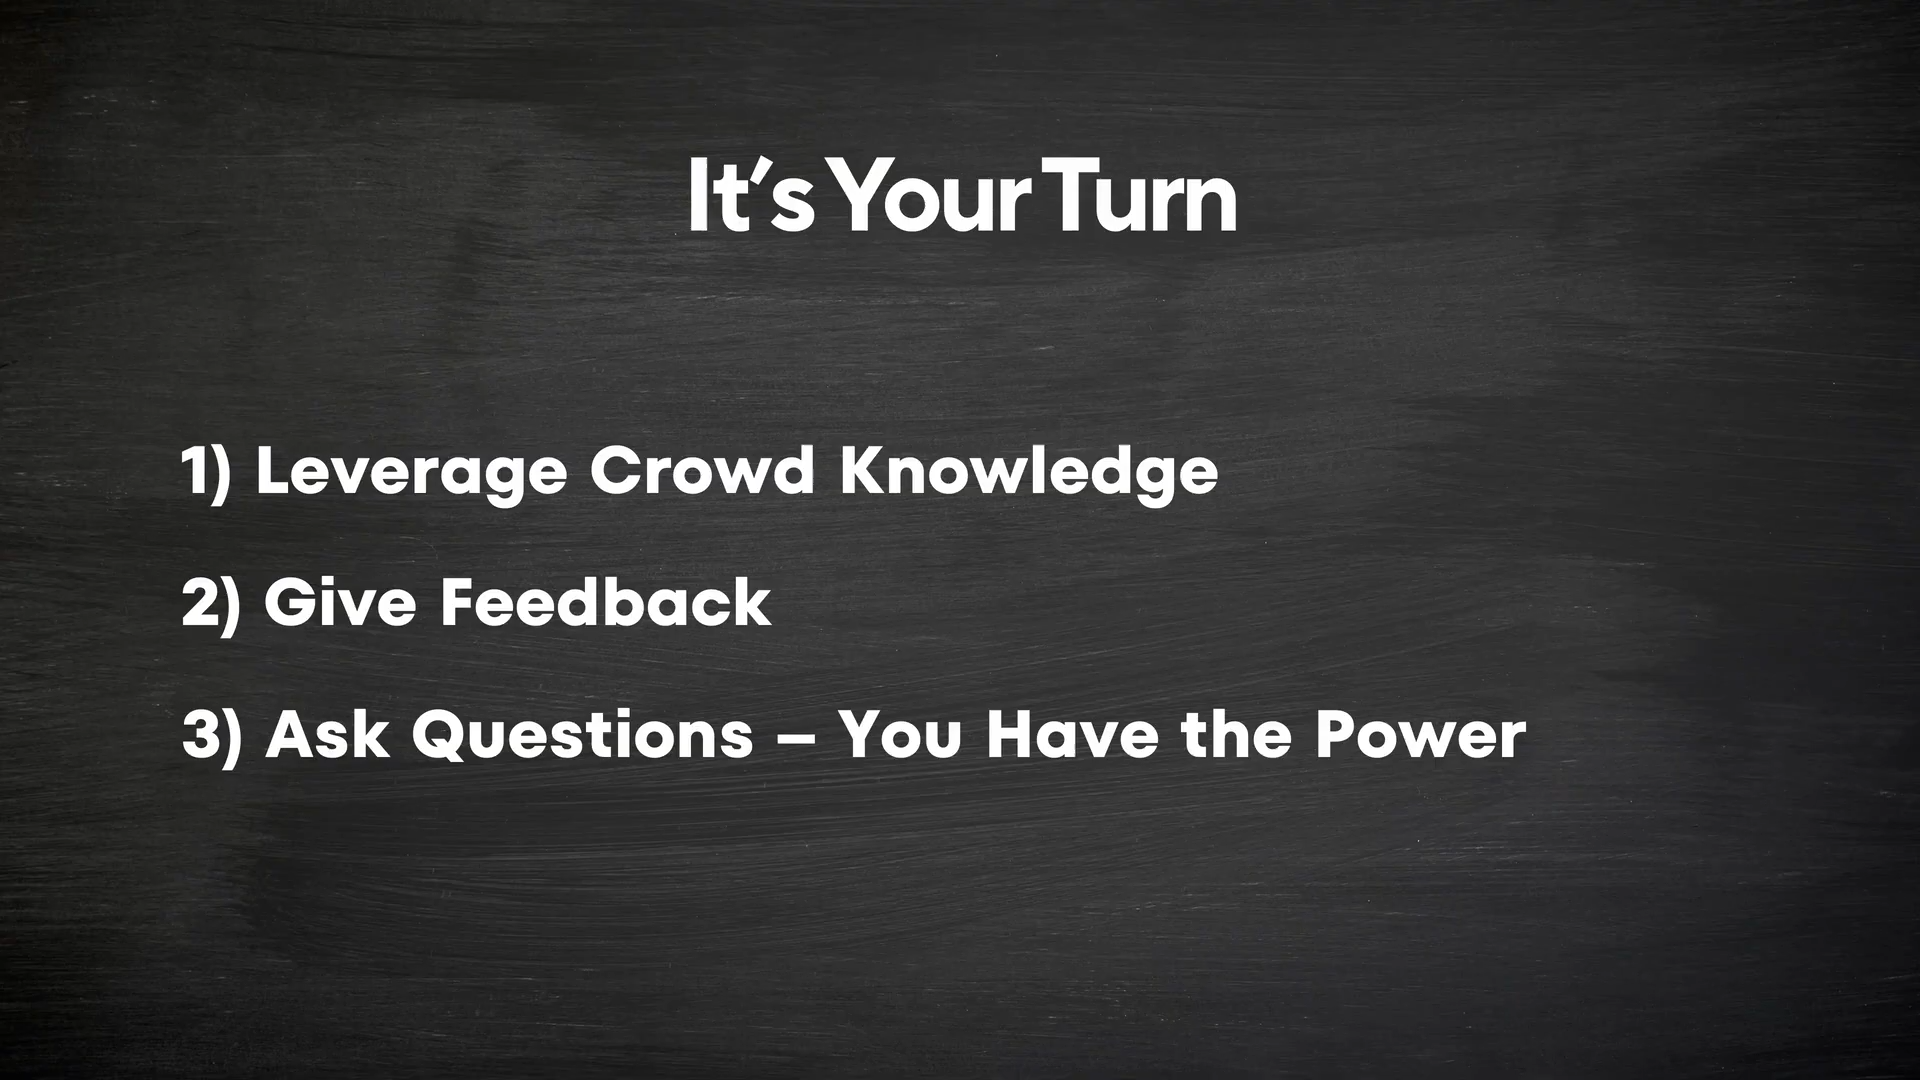 It’s Your Turn
1) Leverage Crowd Knowledge
2) Give Feedback
3) Ask Questions – You Have the Power